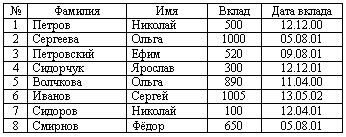 № Фамилия Имя Вклад Дата вклада
1 Петров Николай 500 12.12.00
2 Сергеева Ольга 1000 05.08.01
3 Петровский Ефим 520 09.08.01
4 Сидорчук Ярослав 300 12.12.01
5 Волчкова Ольга 890 11.04.00
6 Иванов Сергей 1005 13.05.02
7 Сидоров Николай 100 12.04.01
8 Смирнов Фёдор 650 05.08.01